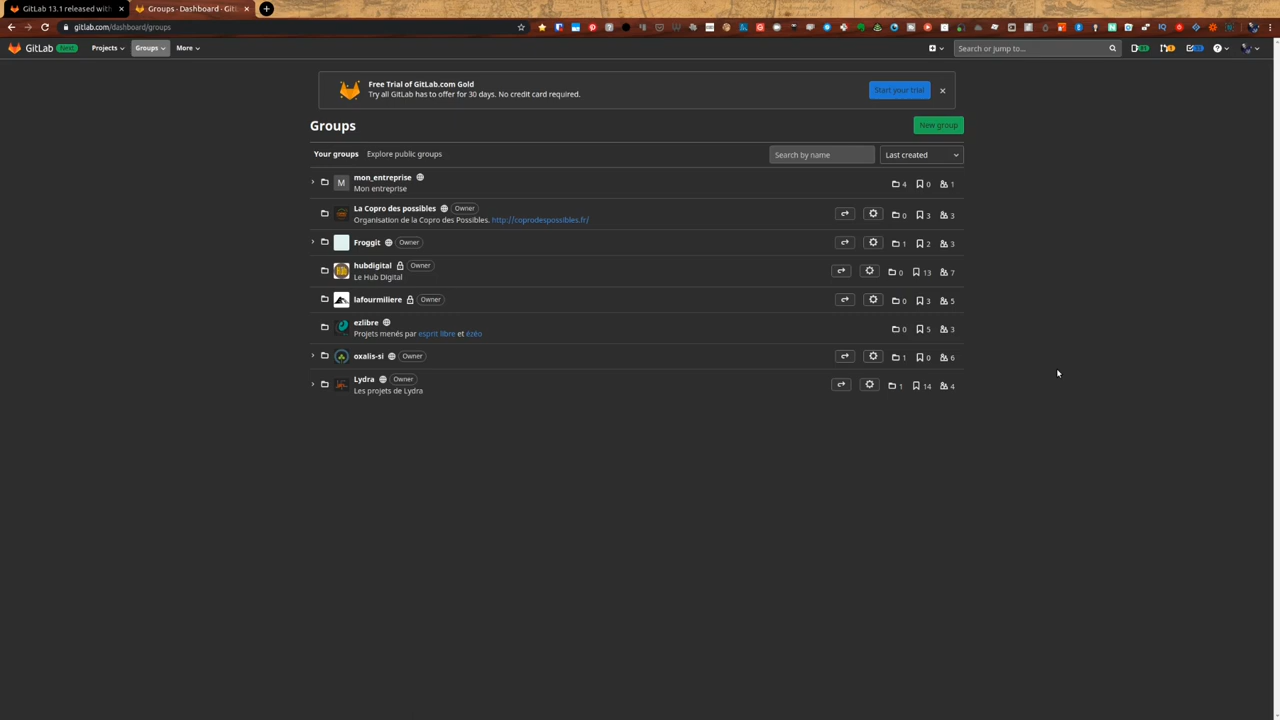 GitLab 13.1 released with
Groups · Dashboard · Git
gitlab.com/dashboard/groups
GitLab Projects Groups More Search or jump to...
Free Trial of GitLab.com Gold
Try all GitLab has to offer for 30 days. No credit card required.
Start your trial
Groups
New group
Your groups Explore public groups Search by name Last created
M mon_entreprise
Mon entreprise
4 0 1
La Copro des possibles Owner
Organisation de la Copro des Possibles. http://coprodespossibles.fr/
0 3 3
Froggit Owner 1 2 3
hubdigital Owner
Le Hub Digital
0 13 7
lafourmiliere Owner 0 3 5
ezlibre
Projets menés par esprit libre et èzéo
0 5 3
oxalis-si Owner 1 0 6
Lydra Owner
Les projets de Lydra
1 14 4